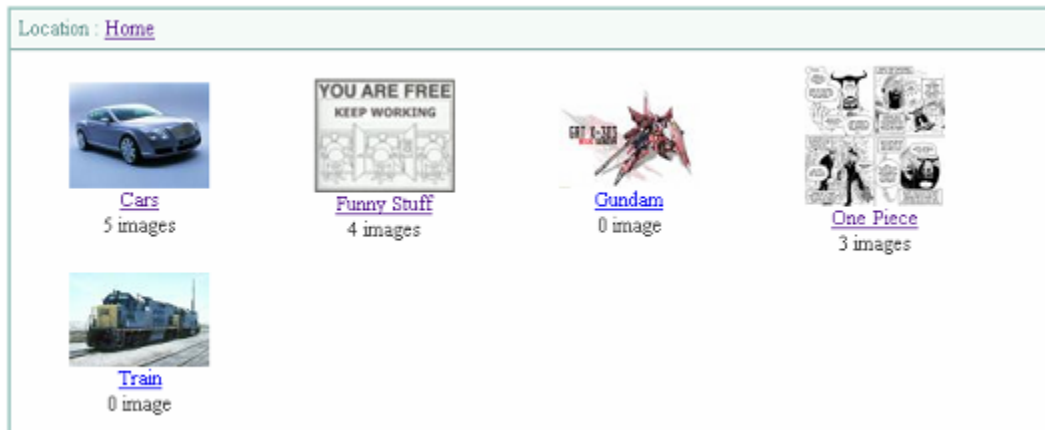 Location : Home
YOU ARE FREE
KEEP WORKING
Cars
5 images
Funny Stuff
4 images
Gundam
0 image
One Piece
3 images
Train
0 image